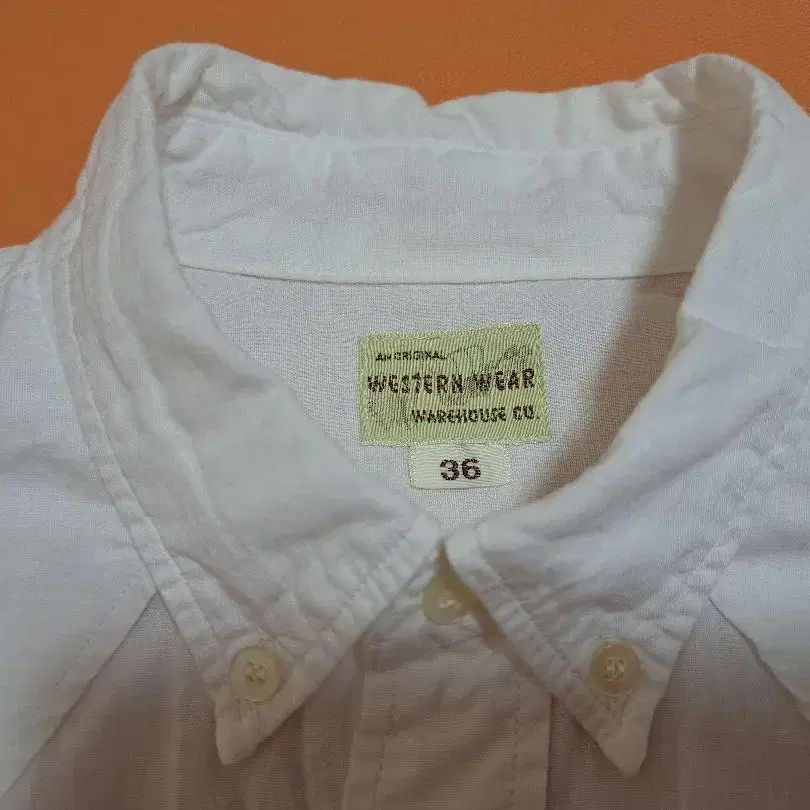 AN ORIGINAL
WESTERN WEAR
WAREHOUSE CO.
36